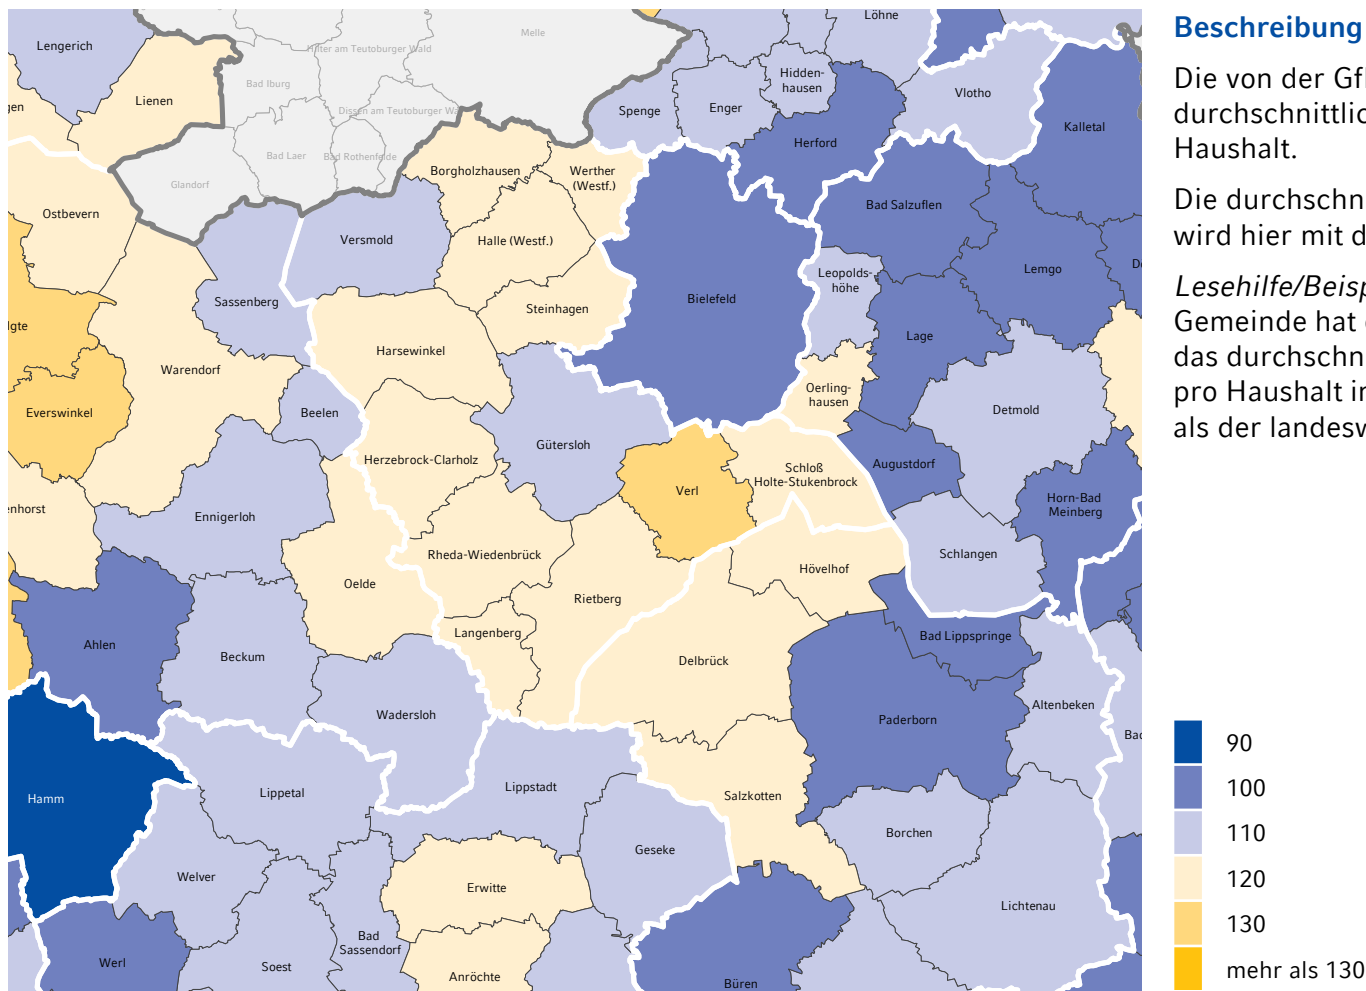 Lengerich
Lienen
gen
Hilter am Teutoburger Wald
Melle
Bad Iburg
Dissen am Teutoburger Wa
Bad Laer
Bad Rothenfelde
Glandorf
Löhne
Hidden-
hausen
Spenge
Enger
Herford
Vlotho
Kalletal
Borgholzhausen
Werther
(Westf.)
Ostbevern
Versmold
Halle (Westf.)
Bad Salzuflen
Lemgo
Leopolds-
höhe
Sassenberg
Steinhagen
Bielefeld
Lage
lgte
Warendorf
Harsewinkel
Oerling-
hausen
Everswinkel
Beelen
Detmold
Gütersloh
Herzebrock-Clarholz
Verl
Schloß
Holte-Stukenbrock
Augustdorf
Horn-Bad
Meinberg
enhorst
Ennigerloh
Rheda-Wiedenbrück
Hövelhof
Schlangen
Oelde
Rietberg
Langenberg
Ahlen
Beckum
Delbrück
Bad Lippspringe
Wadersloh
Paderborn
Altenbeken
Bad
Hamm
Lippetal
Lippstadt
Salzkotten
Borchen
Welver
Geseke
Erwitte
Lichtenau
Werl
Soest
Bad
Sassendorf
Anröchte
Büren
Beschreibung
Die von der Gf
durchschnittlic
Haushalt.
Die durchschn
wird hier mit d
Lesehilfe/Beisp
Gemeinde hat
das durchschn
pro Haushalt i
als der landesw
90
100
110
120
130
mehr als 130